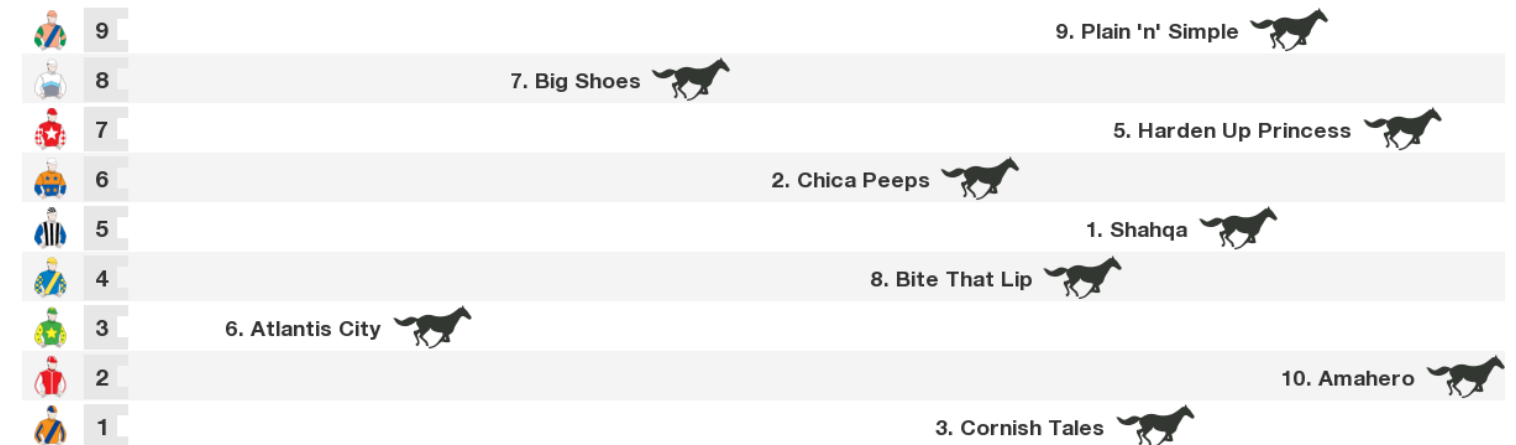 9 9. Plain 'n' Simple
8 7. Big Shoes
7 5. Harden Up Princess
6 2. Chica Peeps
5 1. Shahqa
4 8. Bite That Lip
3 6. Atlantis City
2 10. Amahero
1 3. Cornish Tales